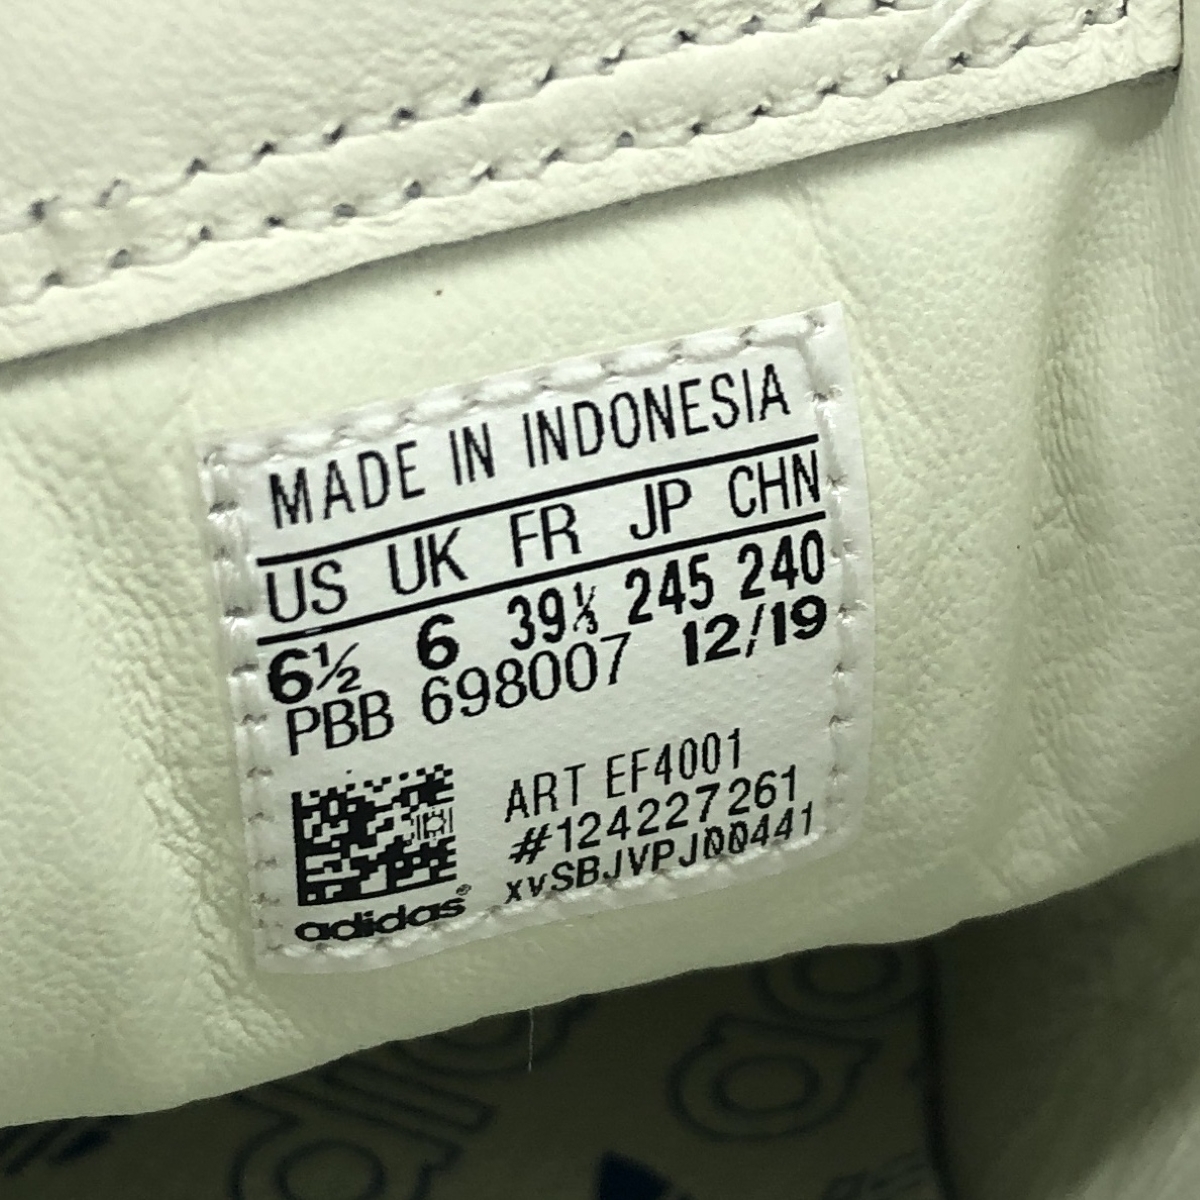 MADE IN INDONESIA
US UK FR JP CHN
6½ 6 39⅓ 245 240
PBB 698007 12/19
ART EF4001
#124227261
xvSBJVPJ00441
adidas®